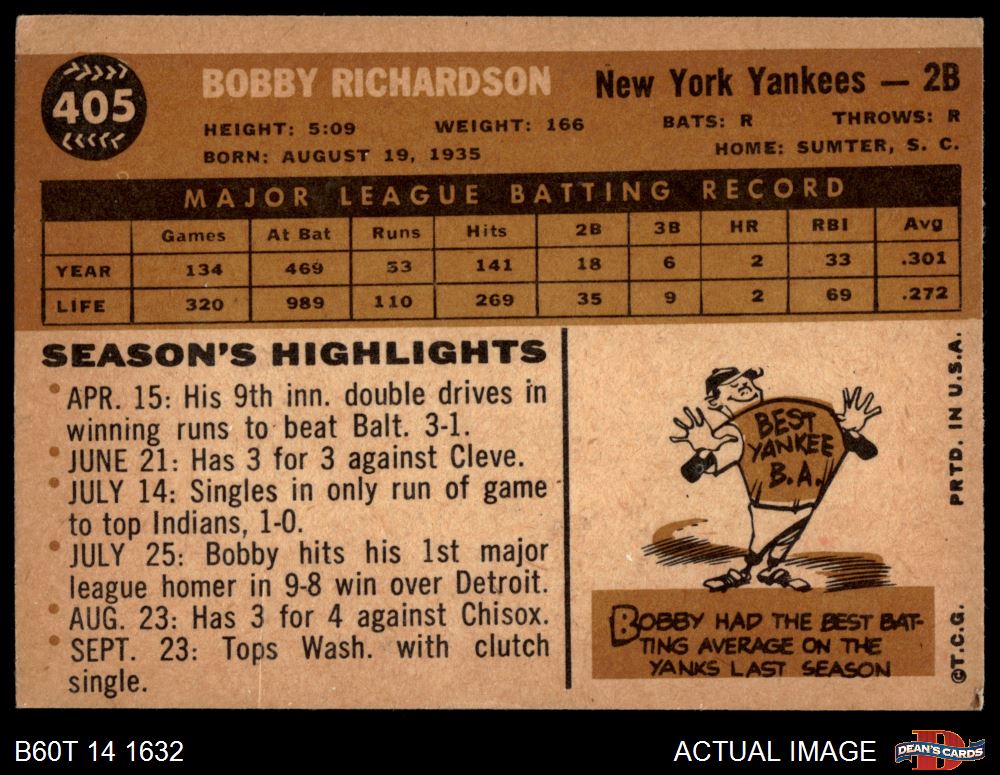 405
BOBBY RICHARDSON
New York Yankees — 2B
HEIGHT: 5:09 WEIGHT: 166 BATS: R THROWS: R
BORN: AUGUST 19, 1935 HOME: SUMTER, S. C.
MAJOR LEAGUE BATTING RECORD
Games At Bat Runs Hits 2B 3B HR RBI Avg
YEAR 134 469 53 141 18 6 2 33 .301
LIFE 320 989 110 269 35 9 2 69 .272
SEASON'S HIGHLIGHTS
• APR. 15: His 9th inn. double drives in
winning runs to beat Balt. 3-1.
• JUNE 21: Has 3 for 3 against Cleve.
• JULY 14: Singles in only run of game
to top Indians, 1-0.
• JULY 25: Bobby hits his 1st major
league homer in 9-8 win over Detroit.
• AUG. 23: Has 3 for 4 against Chisox.
• SEPT. 23: Tops Wash. with clutch
single.
BEST
YANKEE
B.A.
BOBBY HAD THE BEST BAT-
TING AVERAGE ON THE
YANKS LAST SEASON
PRTD. IN U.S.A.
©T.C.G.
B60T 14 1632
ACTUAL IMAGE
DEAN'S CARDS